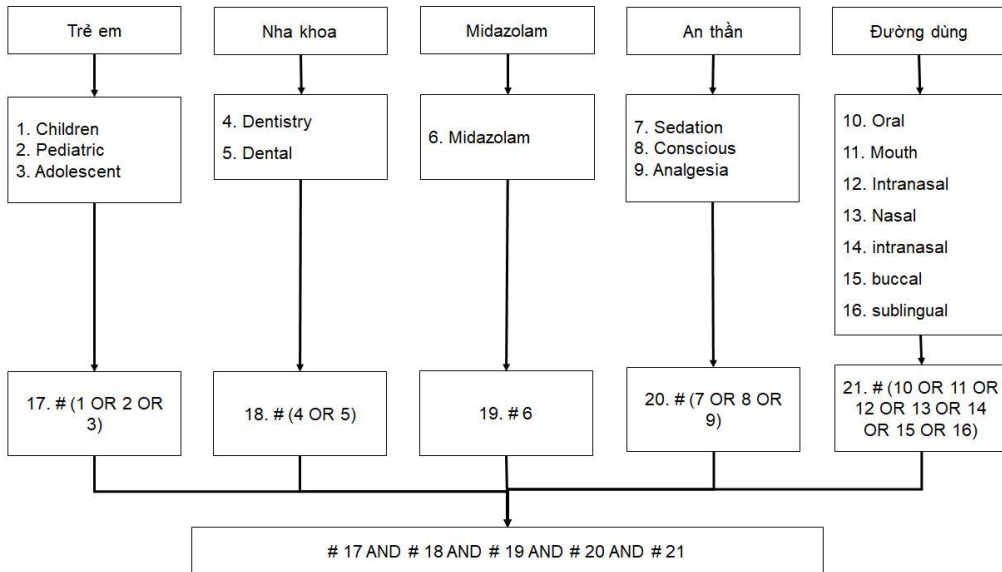 Trẻ em
Nha khoa
Midazolam
An thần
Đường dùng
1. Children
2. Pediatric
3. Adolescent
4. Dentistry
5. Dental
6. Midazolam
7. Sedation
8. Conscious
9. Analgesia
10. Oral
11. Mouth
12. Intranasal
13. Nasal
14. intranasal
15. buccal
16. sublingual
17. # (1 OR 2 OR
3)
18. # (4 OR 5)
19. # 6
20. # (7 OR 8 OR
9)
21. # (10 OR 11 OR
12 OR 13 OR 14
OR 15 OR 16)
# 17 AND # 18 AND # 19 AND # 20 AND # 21